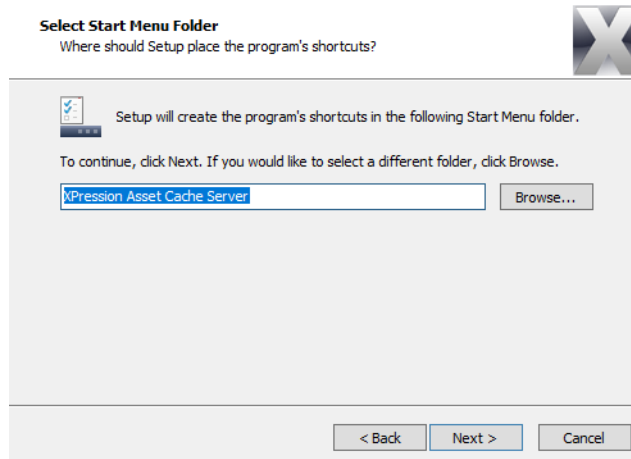 Select Start Menu Folder
Where should Setup place the program's shortcuts?
X
Setup will create the program's shortcuts in the following Start Menu folder.
To continue, click Next. If you would like to select a different folder, click Browse.
XPression Asset Cache Server
Browse...
< Back
Next >
Cancel